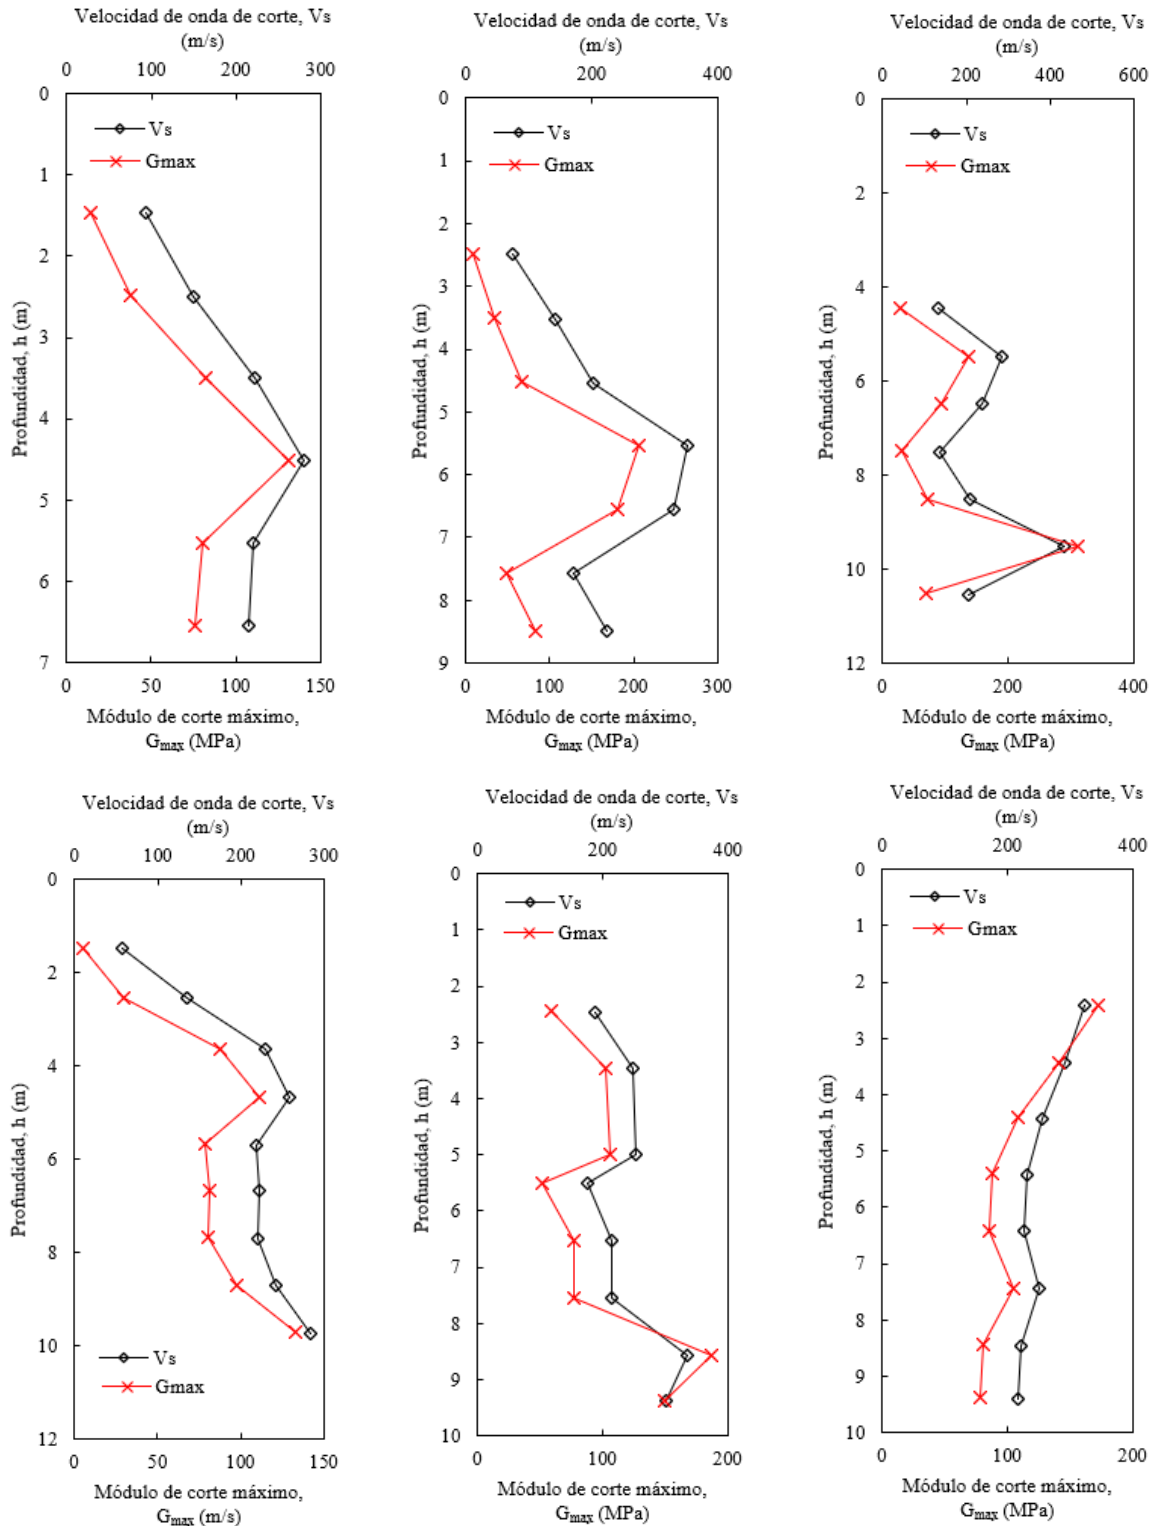 Velocidad de onda de corte, Vs
(m/s)
0 100 200 300
0
1
2
3
4
5
6
7
Profundidad, h (m)
Vs
Gmax
0 50 100 150
Módulo de corte máximo,
Gmax (MPa)
Velocidad de onda de corte, Vs
(m/s)
0 200 400
0
1
2
3
4
5
6
7
8
9
Profundidad, h (m)
Vs
Gmax
0 100 200 300
Módulo de corte máximo,
Gmax (MPa)
Velocidad de onda de corte, Vs
(m/s)
0 200 400 600
0
2
4
6
8
10
12
Profundidad, h (m)
Vs
Gmax
0 200 400
Módulo de corte máximo,
Gmax (MPa)
Velocidad de onda de corte, Vs
(m/s)
0 100 200 300
0
2
4
6
8
10
12
Profundidad, h (m)
Vs
Gmax
0 50 100 150
Módulo de corte máximo,
Gmax (m/s)
Velocidad de onda de corte, Vs
(m/s)
0 200 400
0
1
2
3
4
5
6
7
8
9
10
Profundidad, h (m)
Vs
Gmax
0 100 200
Módulo de corte máximo,
Gmax (MPa)
Velocidad de onda de corte, Vs
(m/s)
0 200 400
0
1
2
3
4
5
6
7
8
9
10
Profundidad, h (m)
Vs
Gmax
0 100 200
Módulo de corte máximo,
Gmax (MPa)